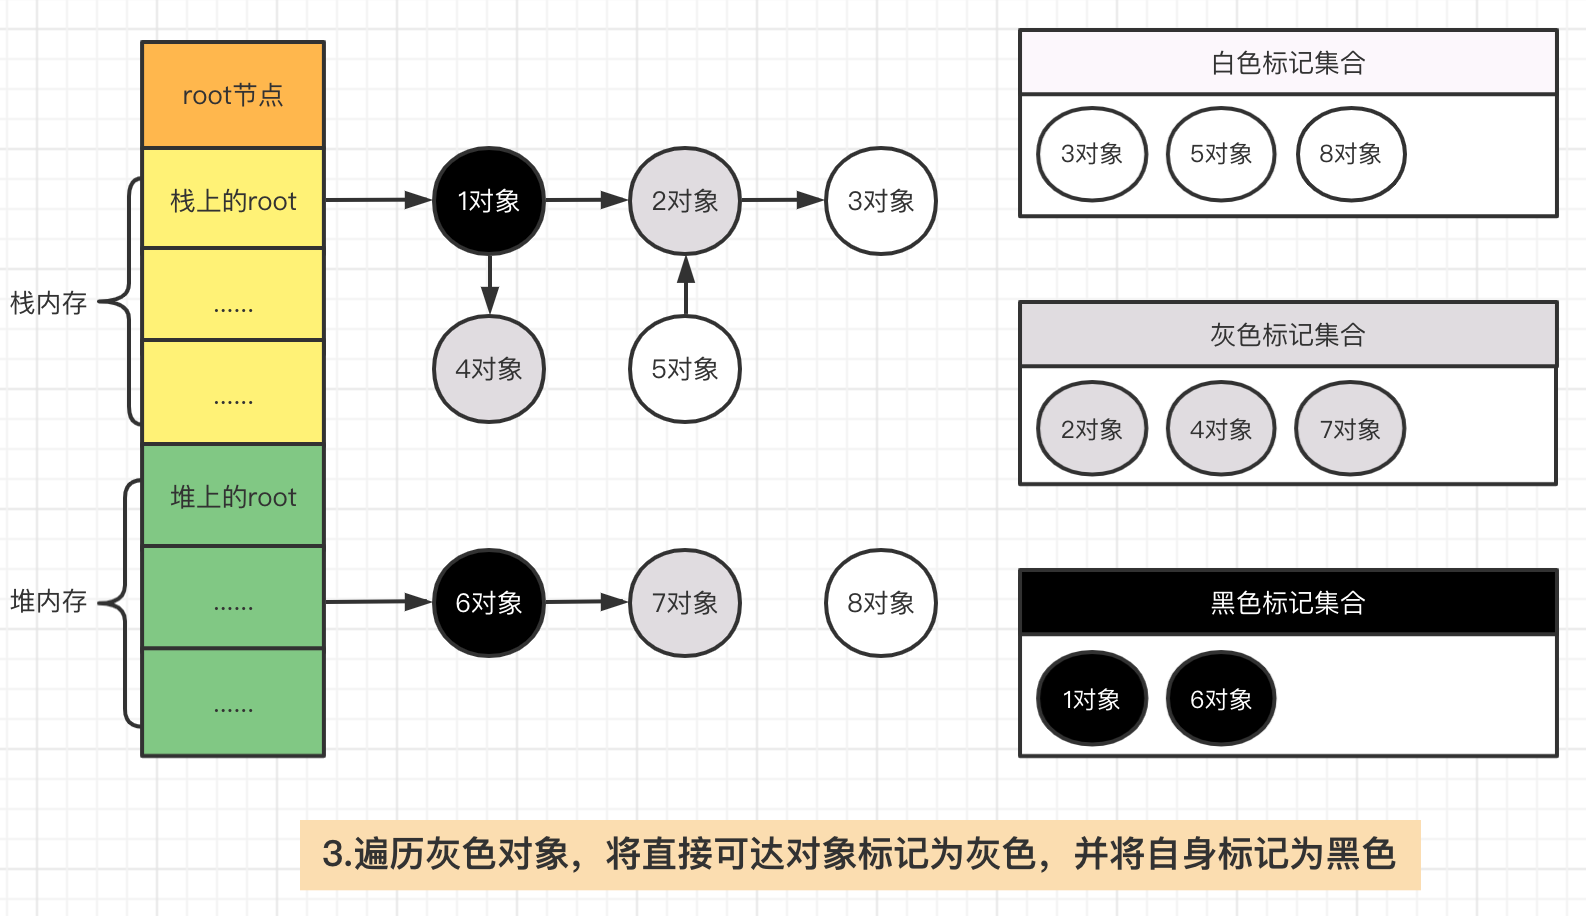 root节点
栈上的root
......
......
栈内存
堆上的root
......
......
堆内存
1对象
2对象
3对象
4对象
5对象
6对象
7对象
8对象
白色标记集合
3对象
5对象
8对象
灰色标记集合
2对象
4对象
7对象
黑色标记集合
1对象
6对象
3.遍历灰色对象，将直接可达对象标记为灰色，并将自身标记为黑色